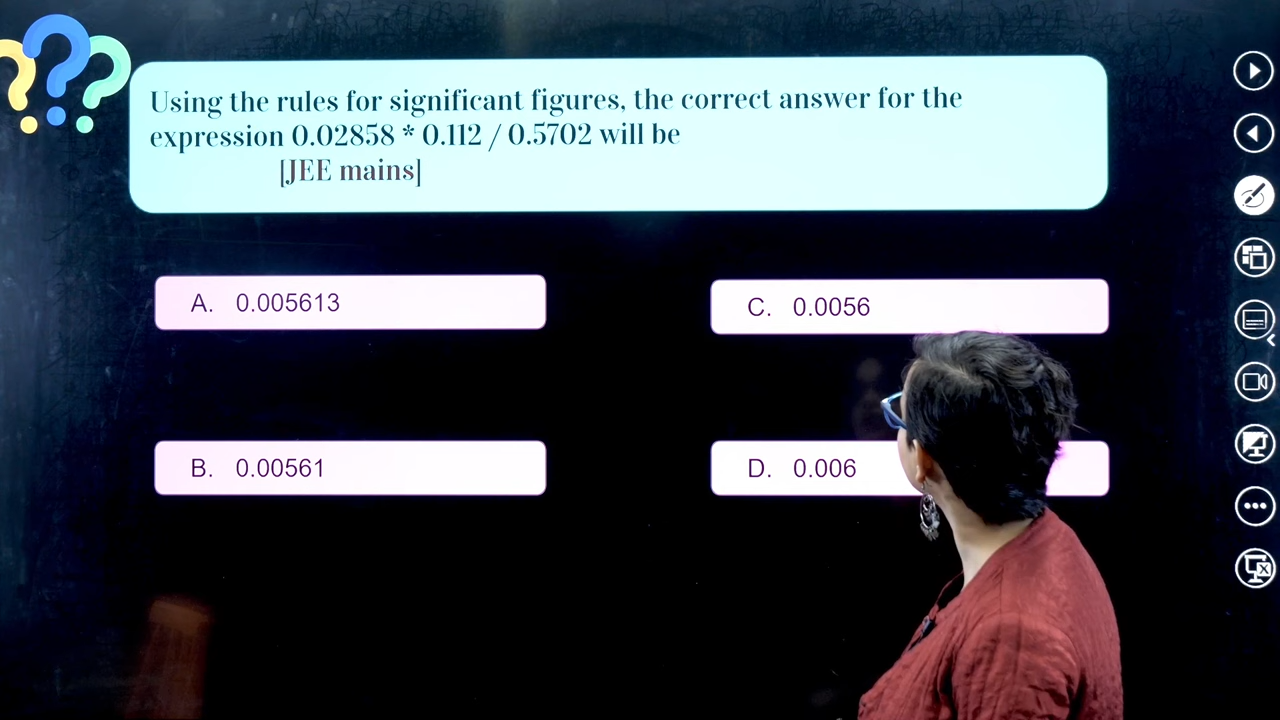 Using the rules for significant figures, the correct answer for the
expression 0.02858 * 0.112 / 0.5702 will be
[JEE mains]
A. 0.005613
C. 0.0056
B. 0.00561
D. 0.006